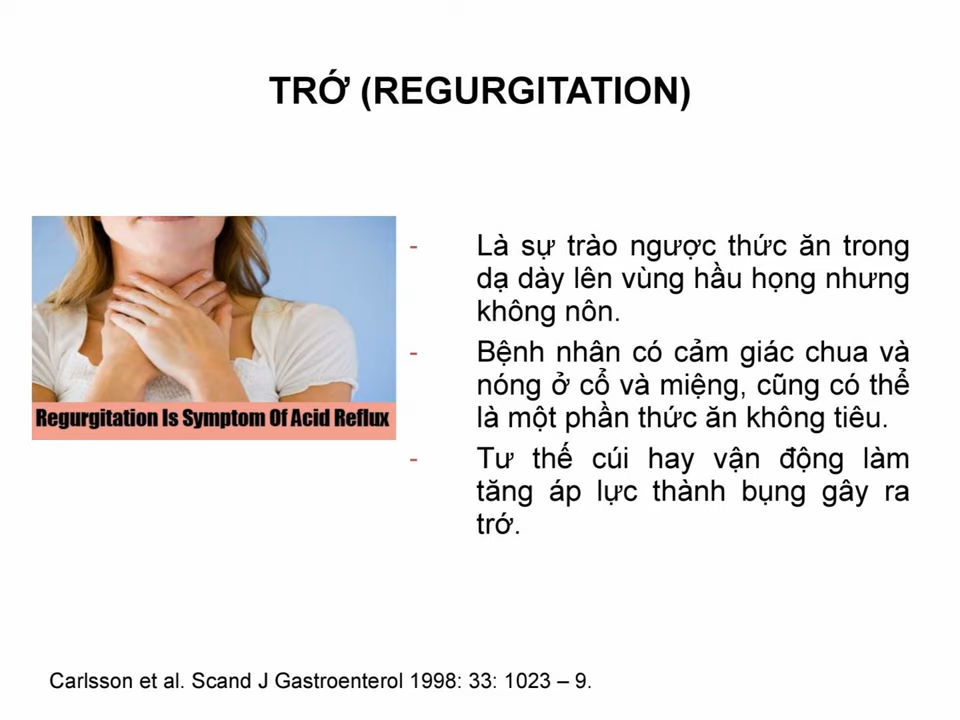 TRỚ (REGURGITATION)
Regurgitation Is Symptom Of Acid Reflux
- Là sự trào ngược thức ăn trong
dạ dày lên vùng hầu họng nhưng
không nôn.
- Bệnh nhân có cảm giác chua và
nóng ở cổ và miệng, cũng có thể
là một phần thức ăn không tiêu.
- Tư thế cúi hay vận động làm
tăng áp lực thành bụng gây ra
trớ.
Carlsson et al. Scand J Gastroenterol 1998: 33: 1023 – 9.